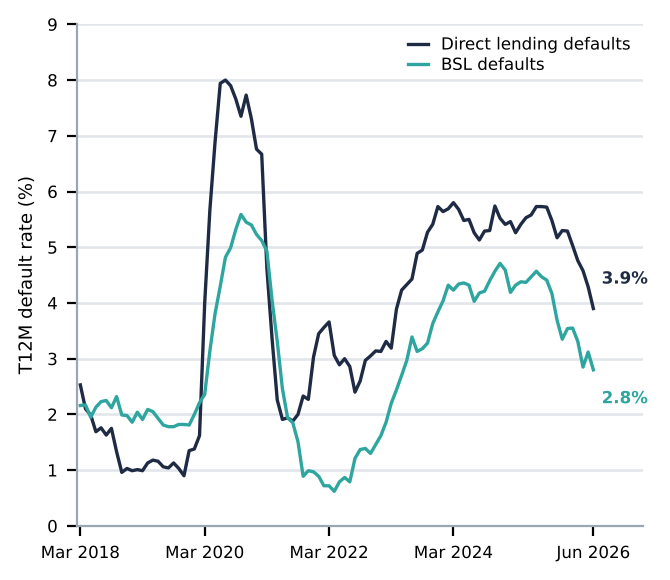 9
8
7
6
5
4
3
2
1
0
T12M default rate (%)
Direct lending defaults
BSL defaults
3.9%
2.8%
Mar 2018
Mar 2020
Mar 2022
Mar 2024
Jun 2026